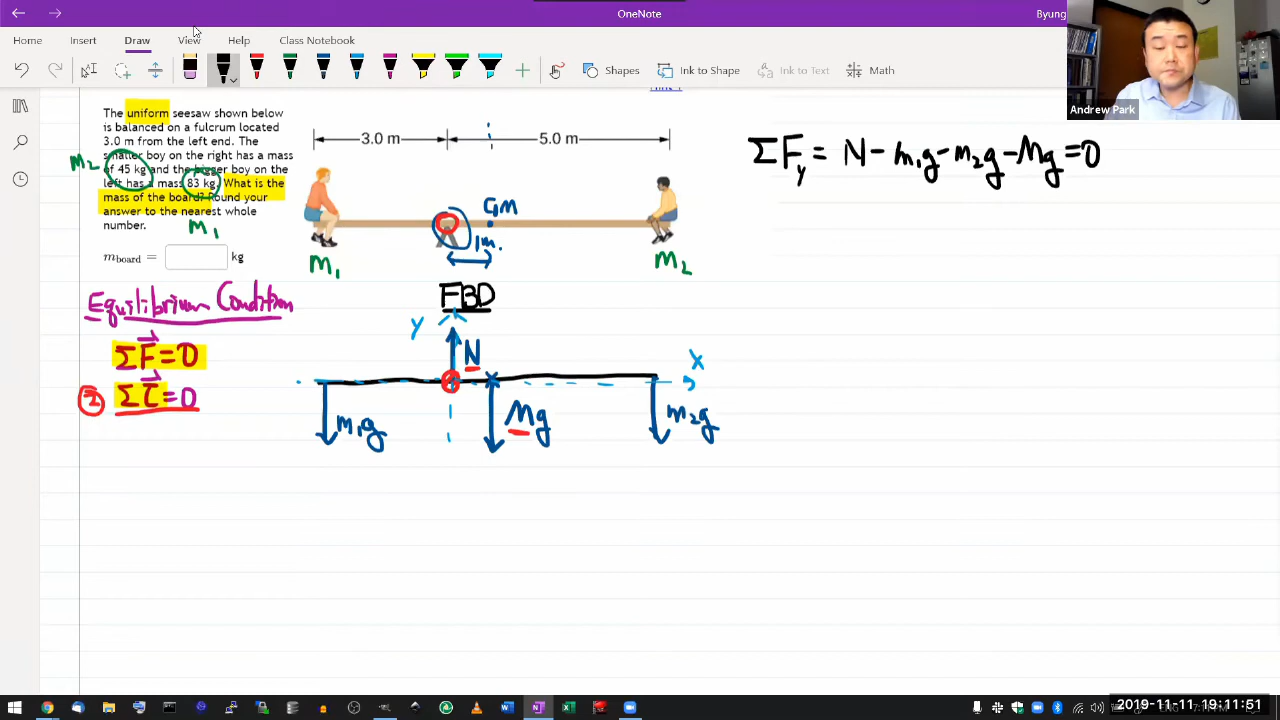 OneNote
Byung
Home Insert Draw View Help Class Notebook
Shapes Ink to Shape Ink to Text Math
Andrew Park
The uniform seesaw shown below
is balanced on a fulcrum located
3.0 m from the left end. The
smaller boy on the right has a mass
of 45 kg and the bigger boy on the
left has a mass 83 kg. What is the
mass of the board? Round your
answer to the nearest whole
number.
m board = kg
M2
M1
3.0 m 5.0 m
CM
1m.
M1 M2
ΣFy = N - m1g - m2g - Mg = 0
Equilibrium Condition
ΣF = 0
② Στ = 0
FBD
Y
N
X
m1g Mg m2g
2019-11-11 19:11:51